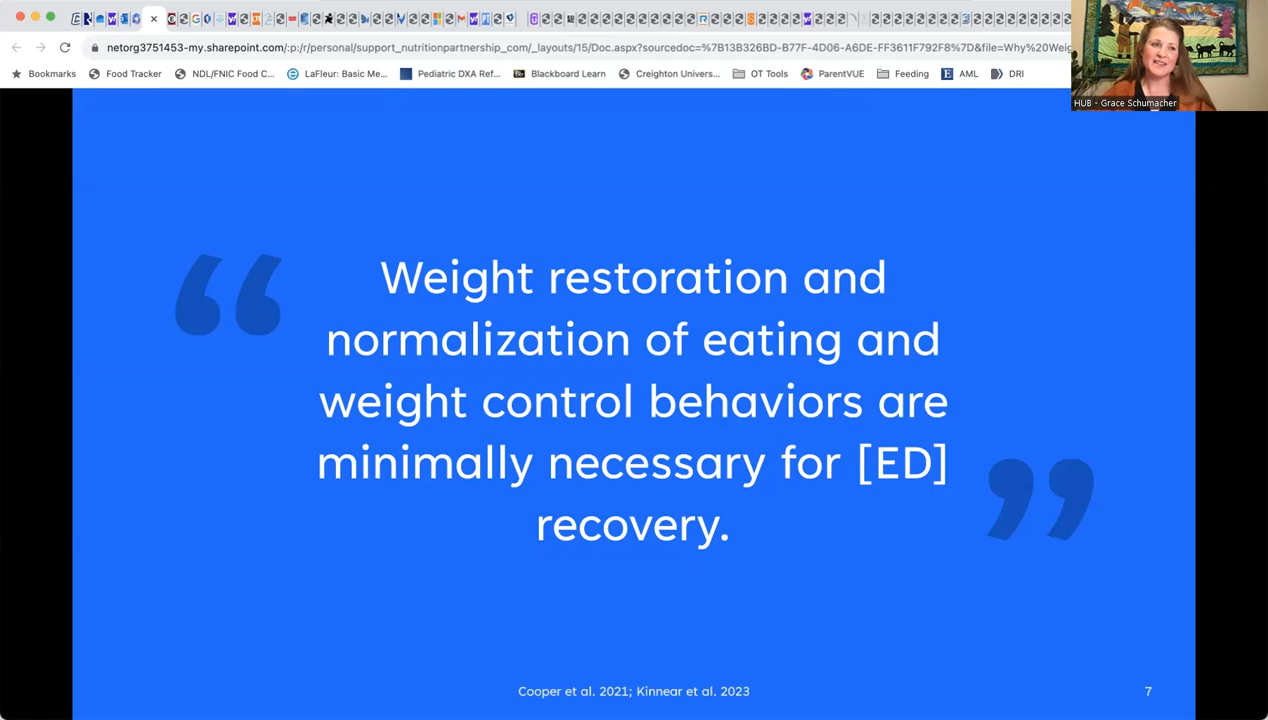 netorg3751453-my.sharepoint.com/:p:/r/personal/support_nutritionpartnership_com/_layouts/15/Doc.aspx?sourcedoc=%7B13B326BD-B77F-4D06-A6DE-FF3611F792F8%7D&file=Why%20Weig
Bookmarks Food Tracker NDL/FNIC Food C... LaFleur: Basic Me... Pediatric DXA Ref... Blackboard Learn Creighton Univers... OT Tools ParentVUE Feeding AML DRI
HUB - Grace Schumacher
“ Weight restoration and
normalization of eating and
weight control behaviors are
minimally necessary for [ED]
recovery. ”
Cooper et al. 2021; Kinnear et al. 2023
7